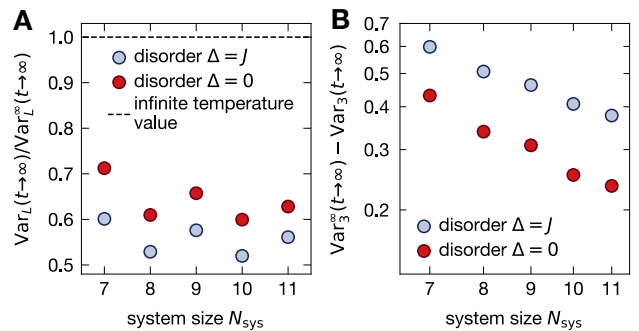 A
Var_L(t→∞)/Var_L^∞(t→∞)
1.0
0.9
0.8
0.7
0.6
0.5
disorder Δ = J
disorder Δ = 0
infinite temperature
value
7 8 9 10 11
system size N_sys
B
Var_3^∞(t→∞) − Var_3(t→∞)
0.7
0.6
0.5
0.4
0.3
0.2
disorder Δ = J
disorder Δ = 0
7 8 9 10 11
system size N_sys